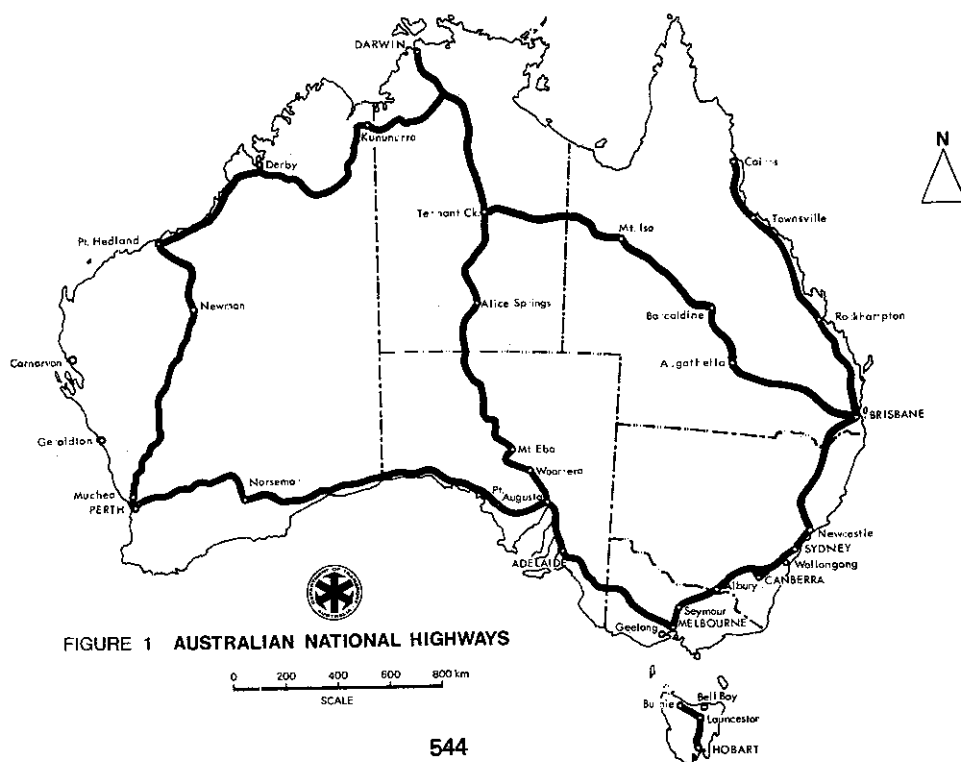 DARWIN
N
Kununurra
Derby
Cairns
Tennant Ck.
Townsville
Mt. Isa
Pt. Hedland
Newman
Alice Springs
Barcaldine
Rockhampton
Carnarvon
Augathella
BRISBANE
Geraldton
Mt Eba
Woomera
Muchea
PERTH
Norseman
Pt.
Augusta
Newcastle
SYDNEY
Wollongong
ADELAIDE
CANBERRA
Albury
Seymour
MELBOURNE
Geelong
FIGURE 1 AUSTRALIAN NATIONAL HIGHWAYS
0 200 400 600 800 km
SCALE
Bell Bay
Burnie
Launceston
HOBART
544